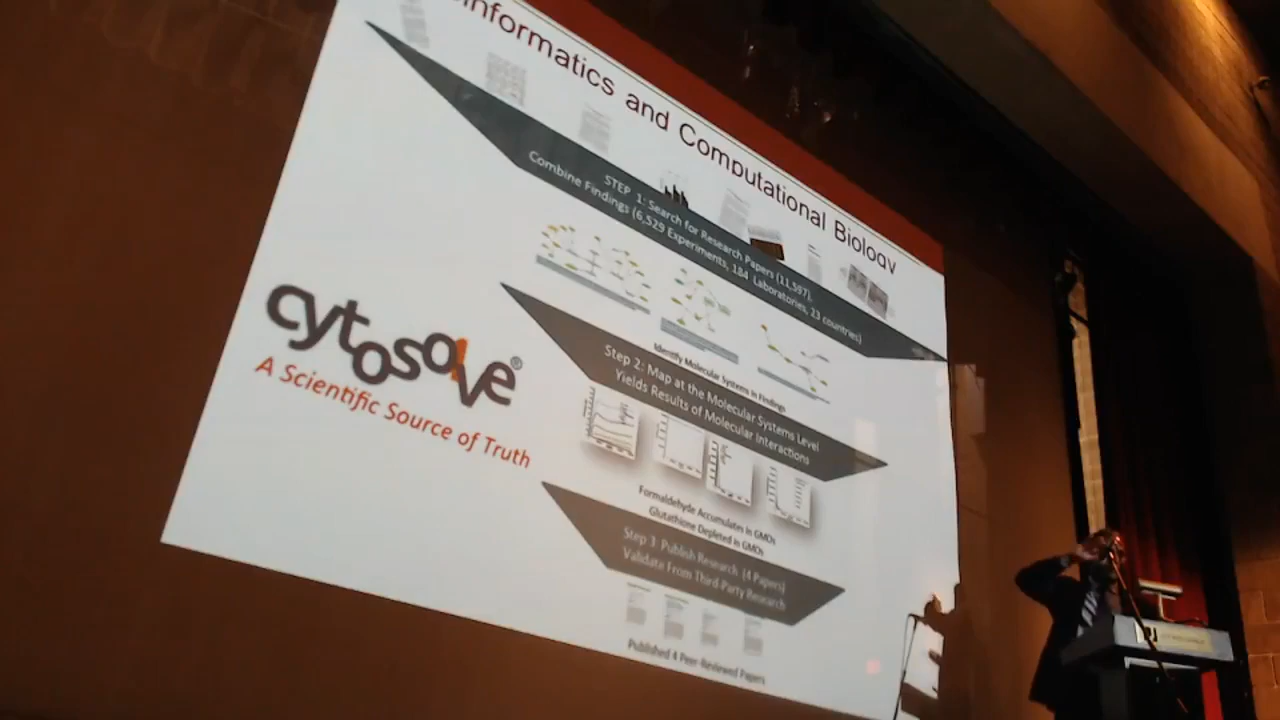 informatics and Computational Biology
STEP 1: Search for Research Papers (11,597),
Combine Findings (6,529 Experiments, 184 Laboratories, 23 countries)
Identify Molecular Systems in Findings
Step 2: Map at the Molecular Systems Level
Yields Results of Molecular Interactions
cytosolve®
A Scientific Source of Truth
Formaldehyde Accumulates in GMOs
Glutathione Depleted in GMOs
Step 3: Publish Research (4 Papers)
Validate From Third-Party Research
Published 4 Peer-Reviewed Papers